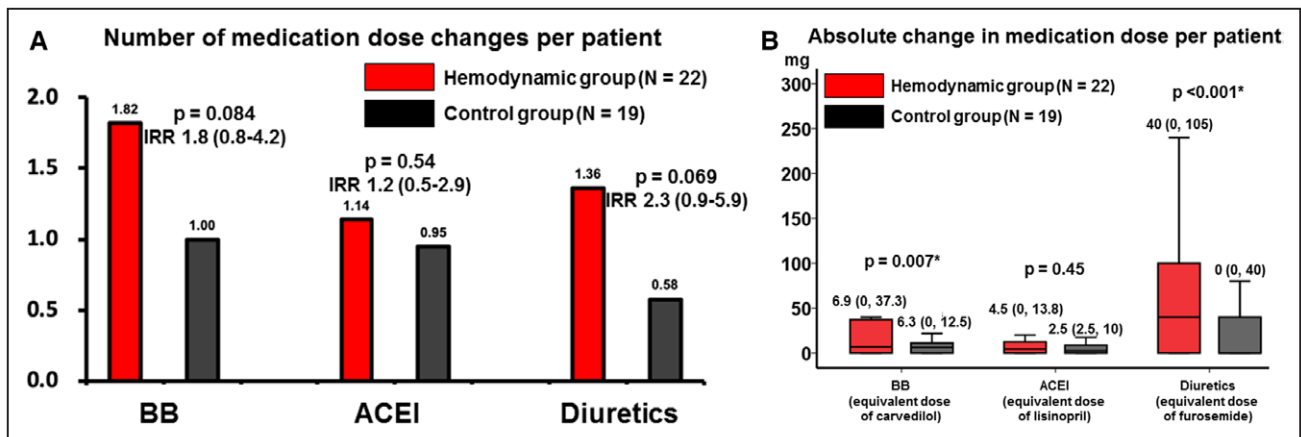 A
Number of medication dose changes per patient
Hemodynamic group (N = 22)
Control group (N = 19)
2.0
1.5
1.0
0.5
0.0
1.82
p = 0.084
IRR 1.8 (0.8-4.2)
1.00
p = 0.54
IRR 1.2 (0.5-2.9)
1.14
0.95
1.36
p = 0.069
IRR 2.3 (0.9-5.9)
0.58
BB
ACEI
Diuretics
B
Absolute change in medication dose per patient
mg
Hemodynamic group (N = 22)
Control group (N = 19)
300
250
200
150
100
50
0
p = 0.007*
6.9 (0, 37.3)
6.3 (0, 12.5)
p = 0.45
4.5 (0, 13.8)
2.5 (2.5, 10)
p <0.001*
40 (0, 105)
0 (0, 40)
BB
(equivalent dose
of carvedilol)
ACEI
(equivalent dose
of lisinopril)
Diuretics
(equivalent dose
of furosemide)